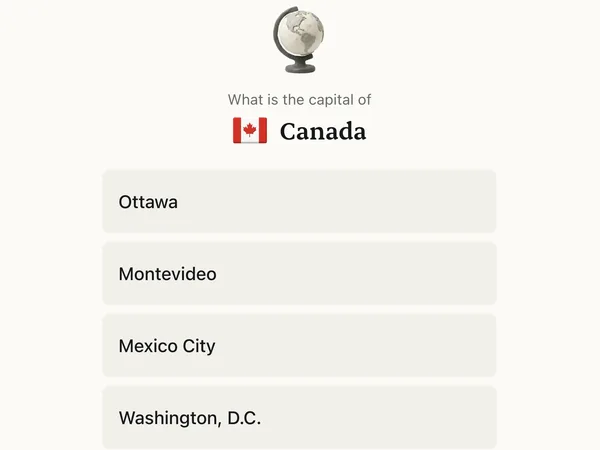 What is the capital of
Canada
Ottawa
Montevideo
Mexico City
Washington, D.C.